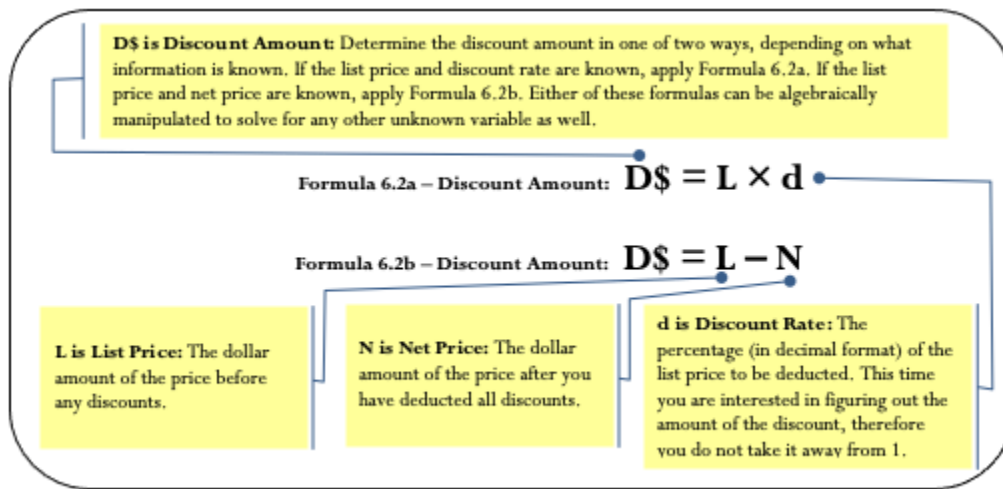 D$ is Discount Amount: Determine the discount amount in one of two ways, depending on what
information is known. If the list price and discount rate are known, apply Formula 6.2a. If the list
price and net price are known, apply Formula 6.2b. Either of these formulas can be algebraically
manipulated to solve for any other unknown variable as well.
Formula 6.2a – Discount Amount: D$ = L × d
Formula 6.2b – Discount Amount: D$ = L – N
L is List Price: The dollar
amount of the price before
any discounts.
N is Net Price: The dollar
amount of the price after you
have deducted all discounts.
d is Discount Rate: The
percentage (in decimal format) of the
list price to be deducted. This time
you are interested in figuring out the
amount of the discount, therefore
you do not take it away from 1.